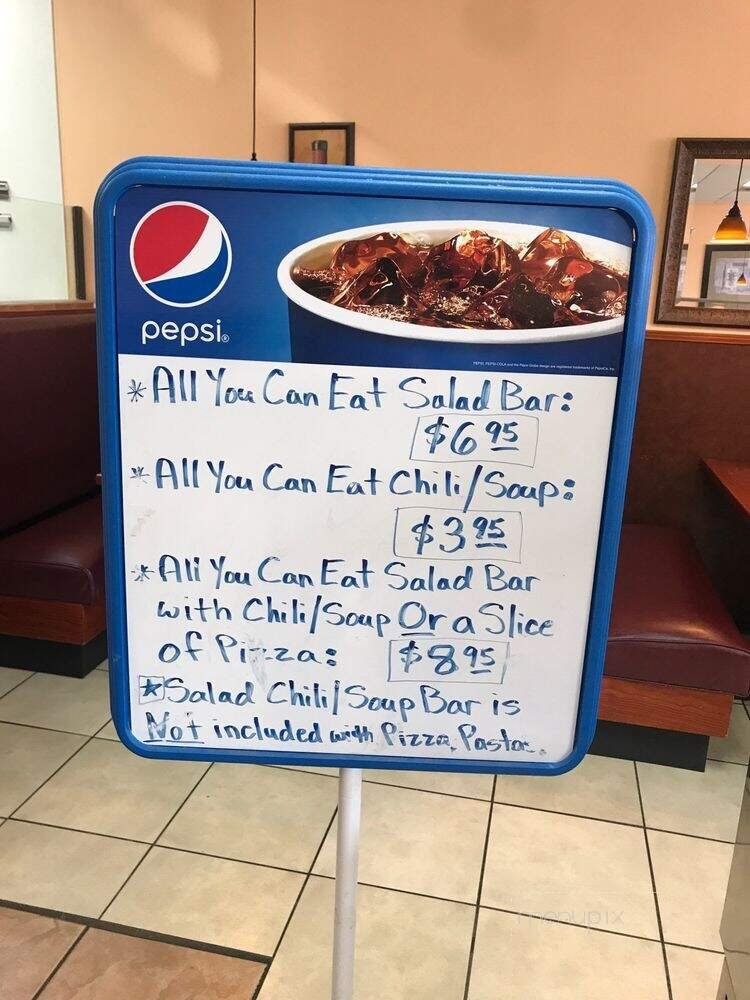 pepsi®
*All You Can Eat Salad Bar:
$6 95
*All You Can Eat Chili/Soup:
$3 95
*All You Can Eat Salad Bar
with Chili/Soup Or a Slice
of Pizza: $8 95
*Salad Chili/Soup Bar is
Not included with Pizza, Pastas.
menupix